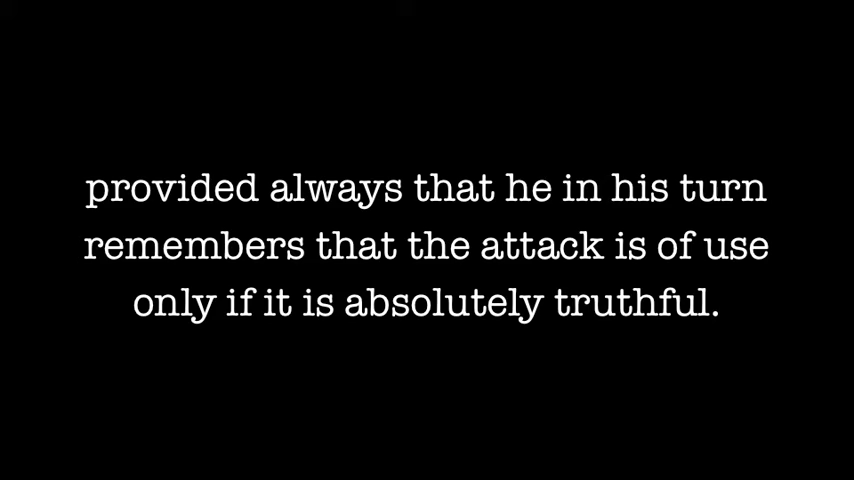 provided always that he in his turn
remembers that the attack is of use
only if it is absolutely truthful.